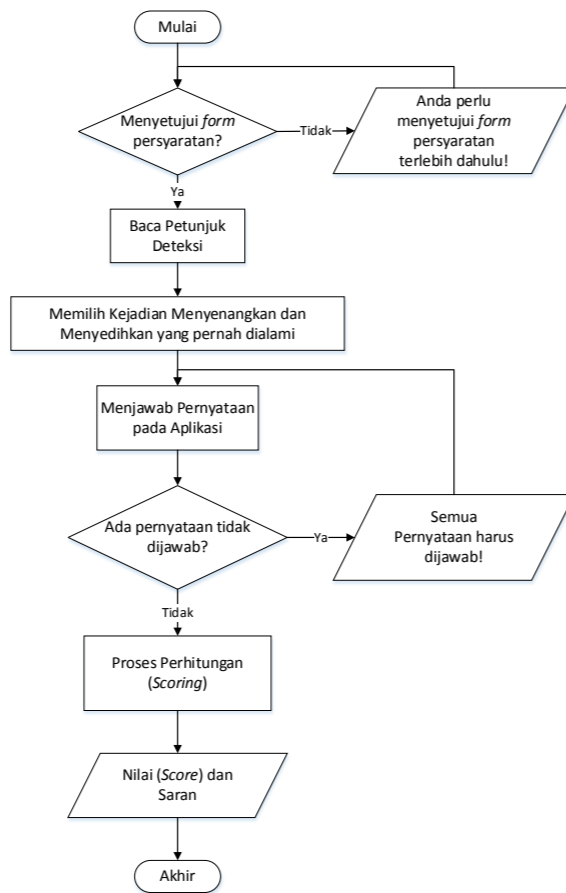 Mulai
Menyetujui form
persyaratan?
Tidak
Anda perlu
menyetujui form
persyaratan
terlebih dahulu!
Ya
Baca Petunjuk
Deteksi
Memilih Kejadian Menyenangkan dan
Menyedihkan yang pernah dialami
Menjawab Pernyataan
pada Aplikasi
Ada pernyataan tidak
dijawab?
Ya
Semua
Pernyataan harus
dijawab!
Tidak
Proses Perhitungan
(Scoring)
Nilai (Score) dan
Saran
Akhir